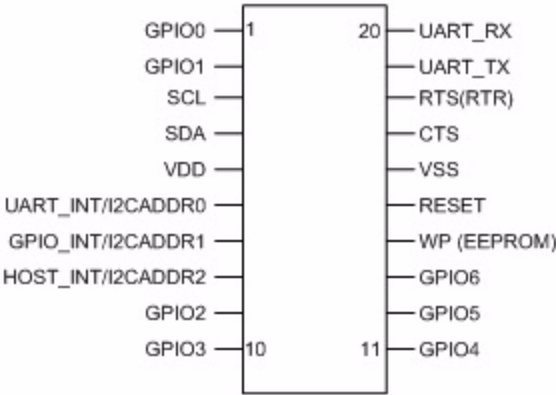 GPIO0 1 20 UART_RX
GPIO1 UART_TX
SCL RTS(RTR)
SDA CTS
VDD VSS
UART_INT/I2CADDR0 RESET
GPIO_INT/I2CADDR1 WP (EEPROM)
HOST_INT/I2CADDR2 GPIO6
GPIO2 GPIO5
GPIO3 10 11 GPIO4